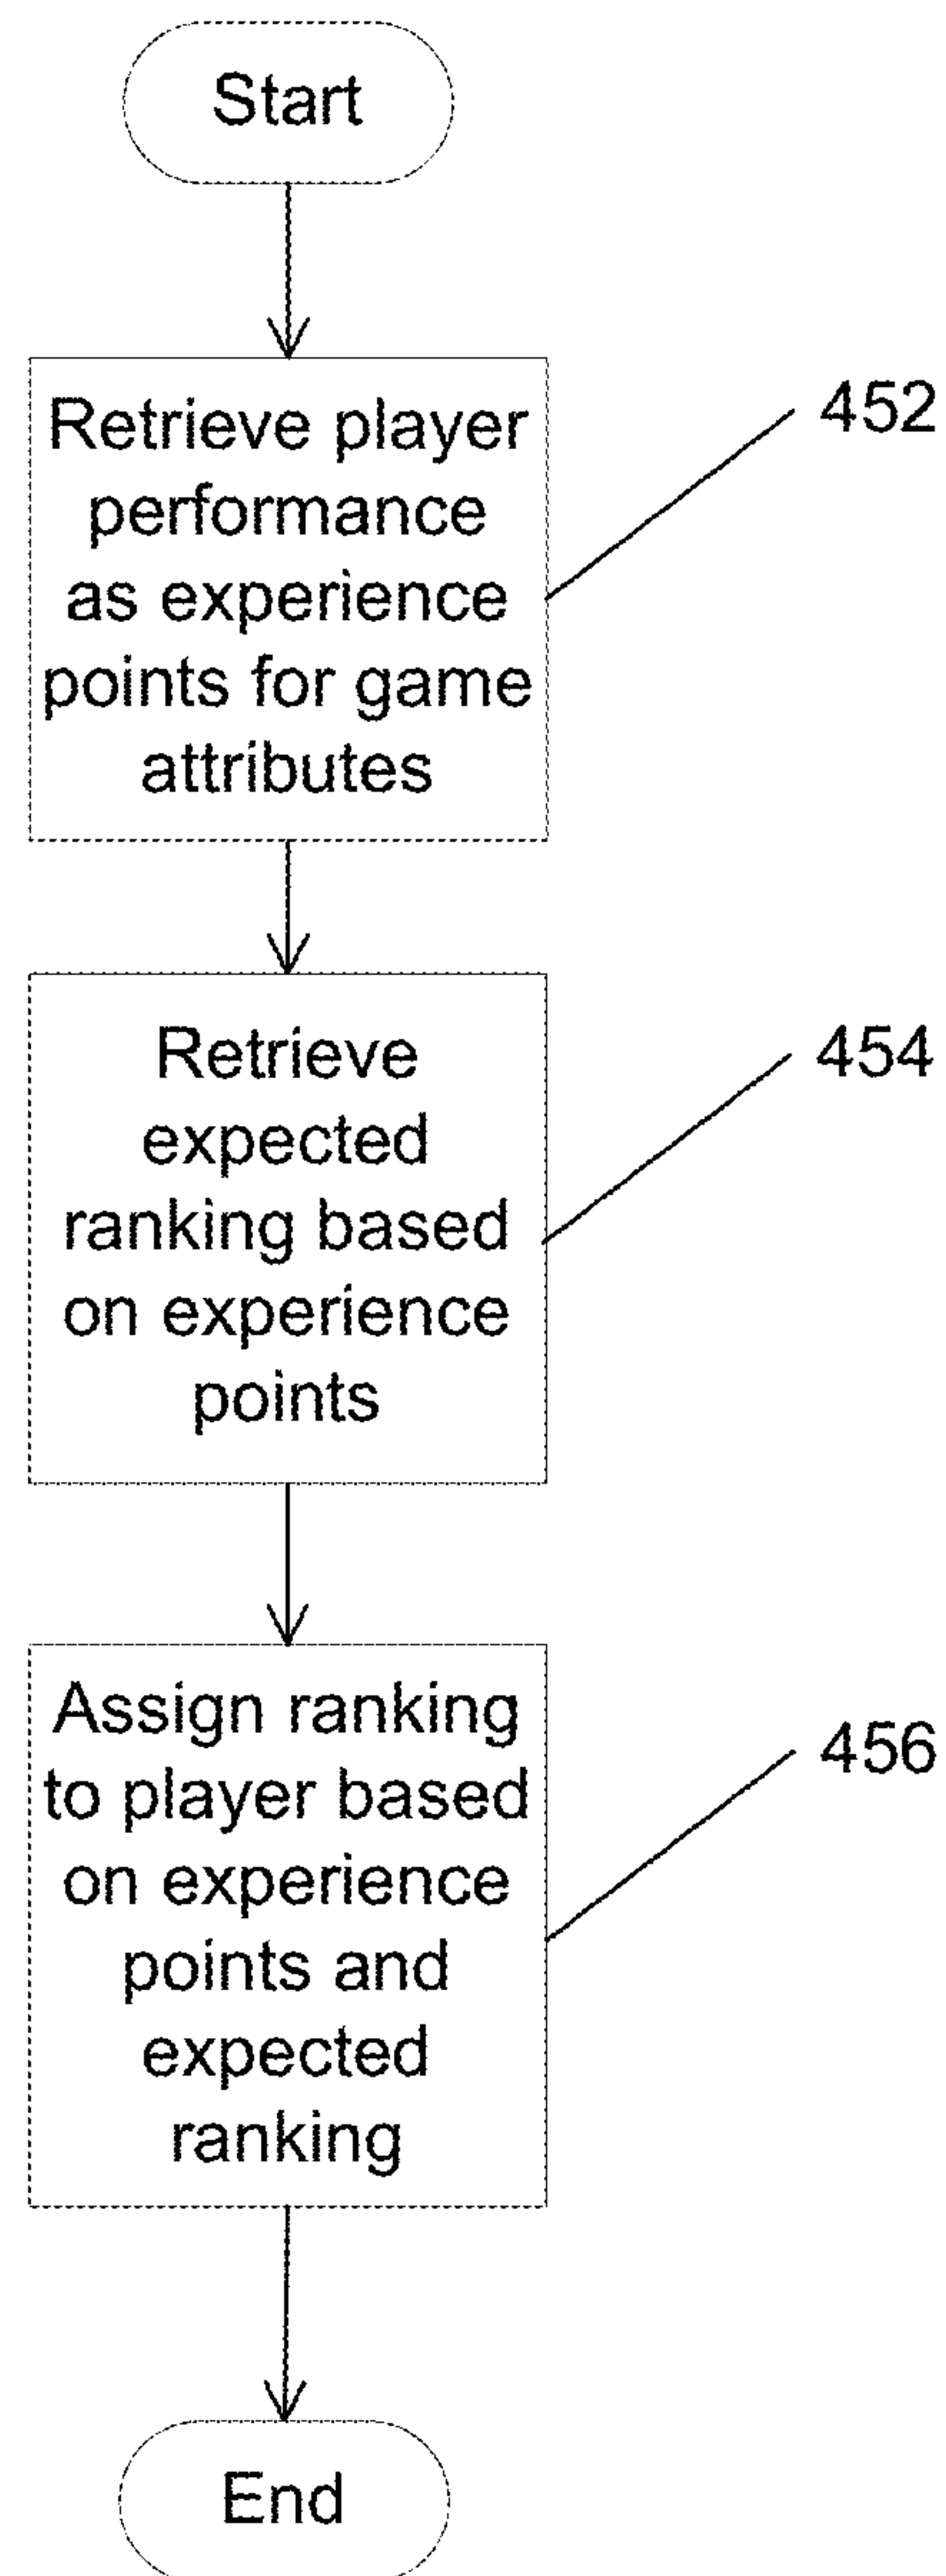 Start
Retrieve player
performance
as experience
points for game
attributes
452
Retrieve
expected
ranking based
on experience
points
454
Assign ranking
to player based
on experience
points and
expected
ranking
456
End